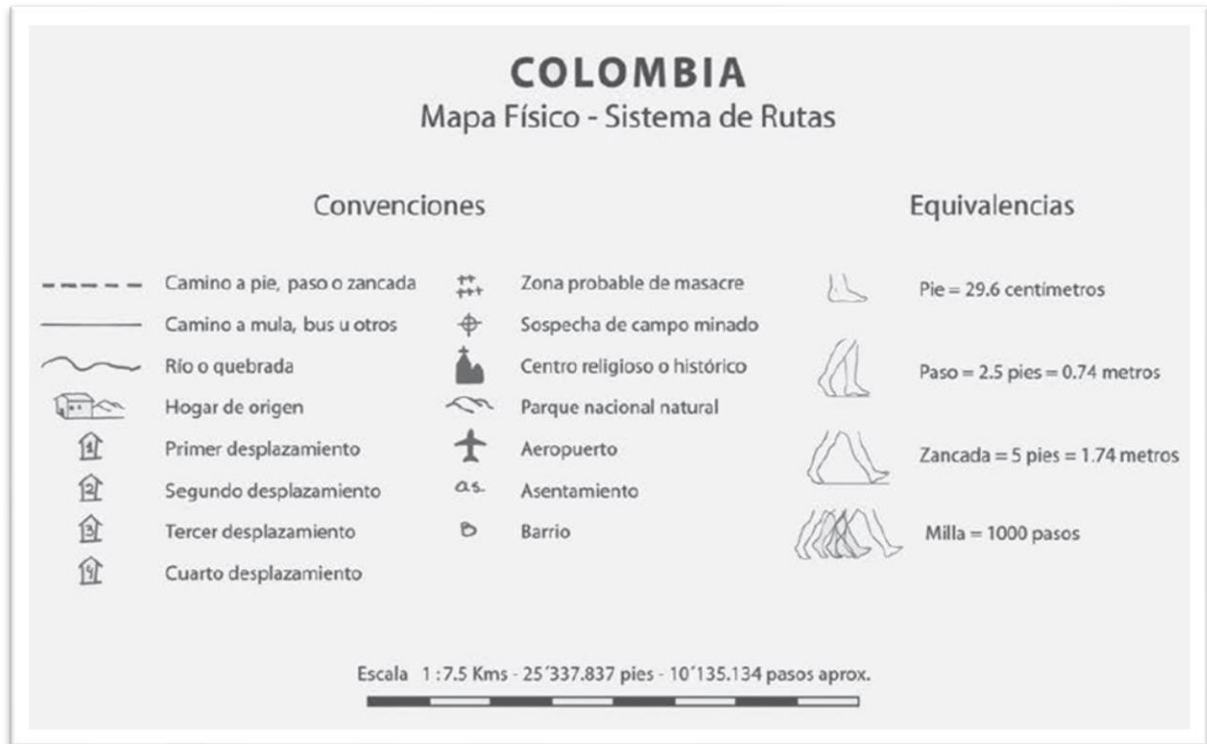 COLOMBIA
Mapa Físico - Sistema de Rutas
Convenciones
Camino a pie, paso o zancada
Camino a mula, bus u otros
Río o quebrada
Hogar de origen
1 Primer desplazamiento
2 Segundo desplazamiento
3 Tercer desplazamiento
4 Cuarto desplazamiento
Zona probable de masacre
Sospecha de campo minado
Centro religioso o histórico
Parque nacional natural
Aeropuerto
as. Asentamiento
B Barrio
Equivalencias
Pie = 29.6 centímetros
Paso = 2.5 pies = 0.74 metros
Zancada = 5 pies = 1.74 metros
Milla = 1000 pasos
Escala 1 :7.5 Kms - 25´337.837 pies - 10´135.134 pasos aprox.